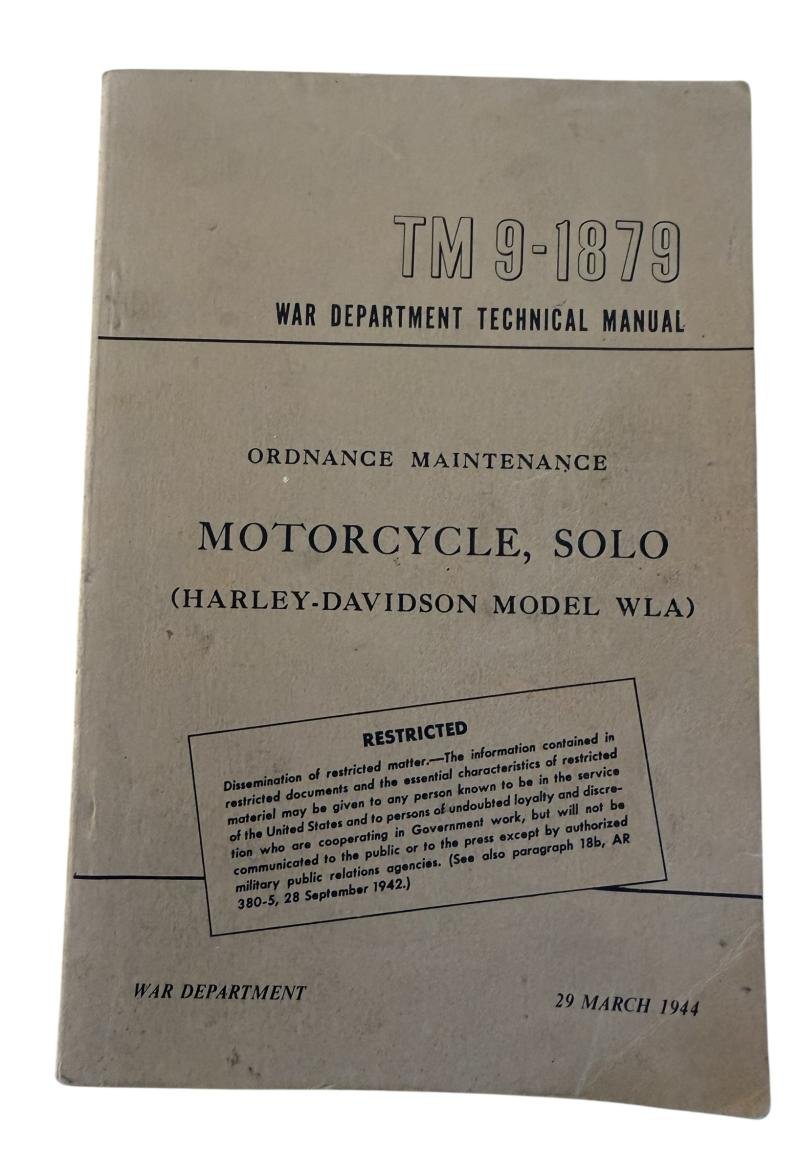 TM 9-1879
WAR DEPARTMENT TECHNICAL MANUAL
ORDNANCE MAINTENANCE
MOTORCYCLE, SOLO
(HARLEY-DAVIDSON MODEL WLA)
RESTRICTED
Dissemination of restricted matter.—The information contained in
restricted documents and the essential characteristics of restricted
materiel may be given to any person known to be in the service
of the United States and to persons of undoubted loyalty and discre-
tion who are cooperating in Government work, but will not be
communicated to the public or to the press except by authorized
military public relations agencies. (See also paragraph 18b, AR
380-5, 28 September 1942.)
WAR DEPARTMENT
29 MARCH 1944